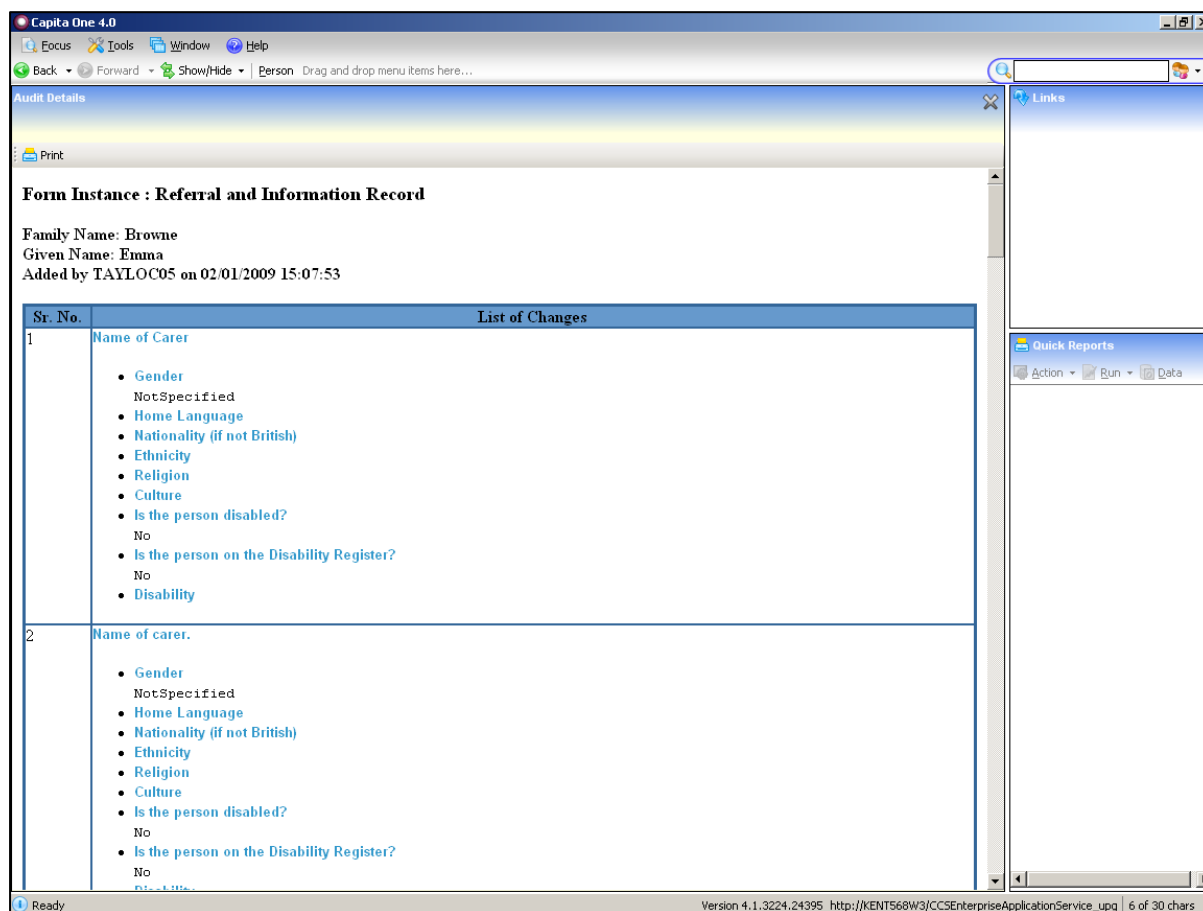 Capita One 4.0
Focus Tools Window Help
Back Forward Show/Hide Person Drag and drop menu items here...
Audit Details
Links
Print
Form Instance : Referral and Information Record
Family Name: Browne
Given Name: Emma
Added by TAYLOC05 on 02/01/2009 15:07:53
Sr. No. List of Changes
1 Name of Carer
Gender
NotSpecified
Home Language
Nationality (if not British)
Ethnicity
Religion
Culture
Is the person disabled?
No
Is the person on the Disability Register?
No
Disability
2 Name of carer.
Gender
NotSpecified
Home Language
Nationality (if not British)
Ethnicity
Religion
Culture
Is the person disabled?
No
Is the person on the Disability Register?
No
Quick Reports
Action Run Data
Ready
Version 4.1.3224.24395 http://KENT568W3/CCSEnterpriseApplicationService_upg 6 of 30 chars